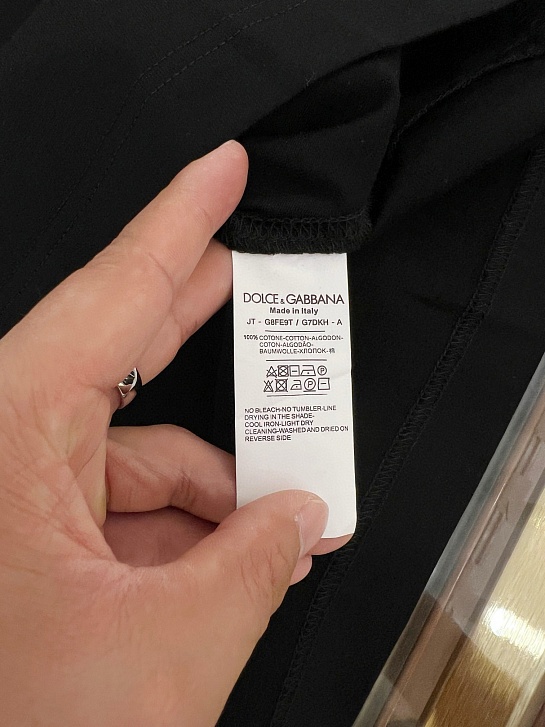 DOLCE & GABBANA
Made in Italy
JT - G8FE9T / G7DKH - A
100% COTONE-COTTON-ALGODON-
COTON-ALGODÃO-
BAUMWOLLE-ХЛОПОК-棉
NO BLEACH-NO TUMBLER-LINE
DRYING IN THE SHADE-
COOL IRON-LIGHT DRY
CLEANING-WASHED AND DRIED ON
REVERSE SIDE